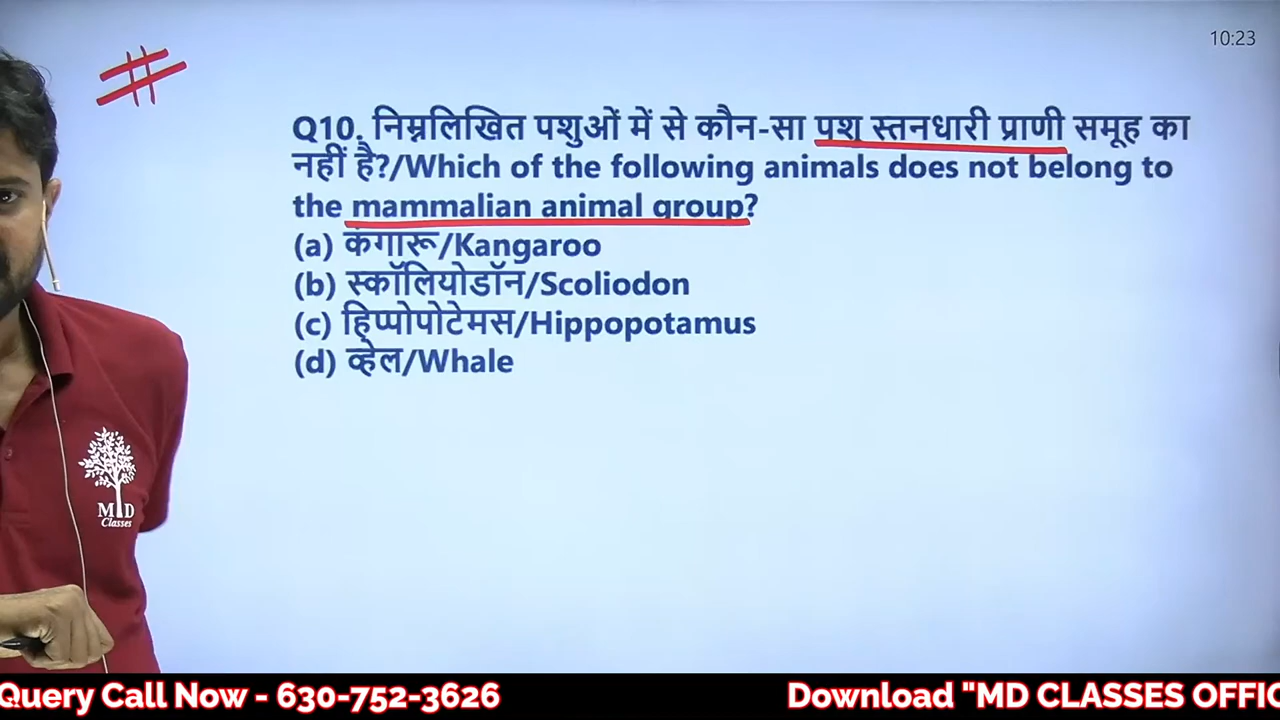 10:23
Q10. निम्नलिखित पशुओं में से कौन-सा पशु स्तनधारी प्राणी समूह का
नहीं है?/Which of the following animals does not belong to
the mammalian animal group?
(a) कंगारू/Kangaroo
(b) स्कॉलियोडॉन/Scoliodon
(c) हिप्पोपोटेमस/Hippopotamus
(d) व्हेल/Whale
MD
Classes
Query Call Now - 630-752-3626
Download "MD CLASSES OFFIC